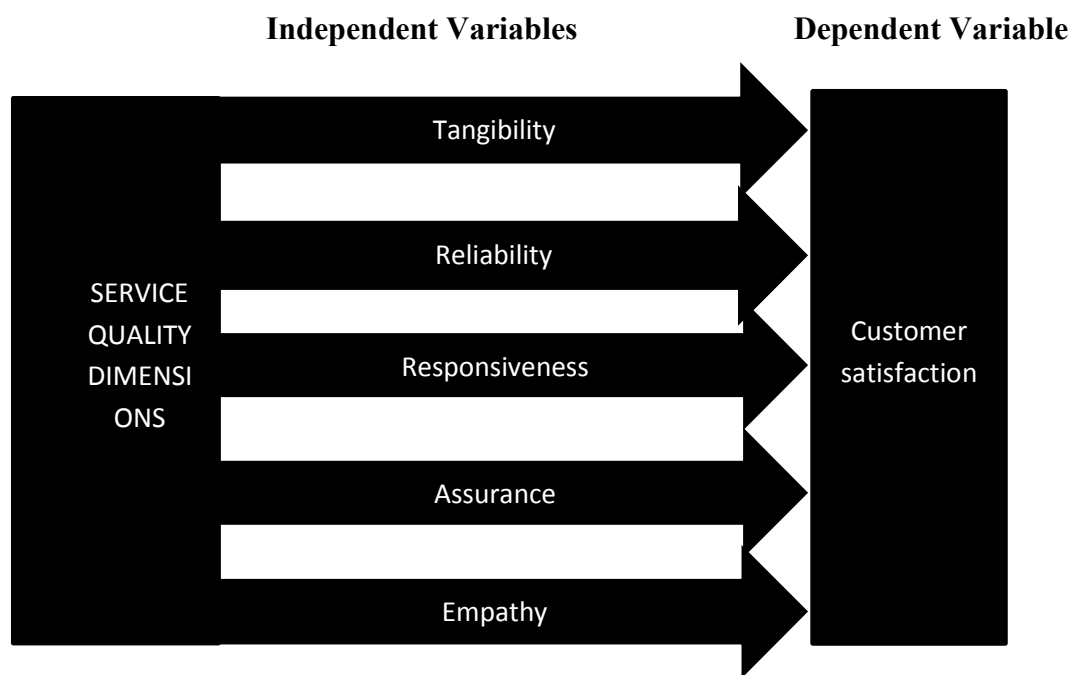 Independent Variables
Dependent Variable
SERVICE
QUALITY
DIMENSI
ONS
Tangibility
Reliability
Responsiveness
Assurance
Empathy
Customer
satisfaction